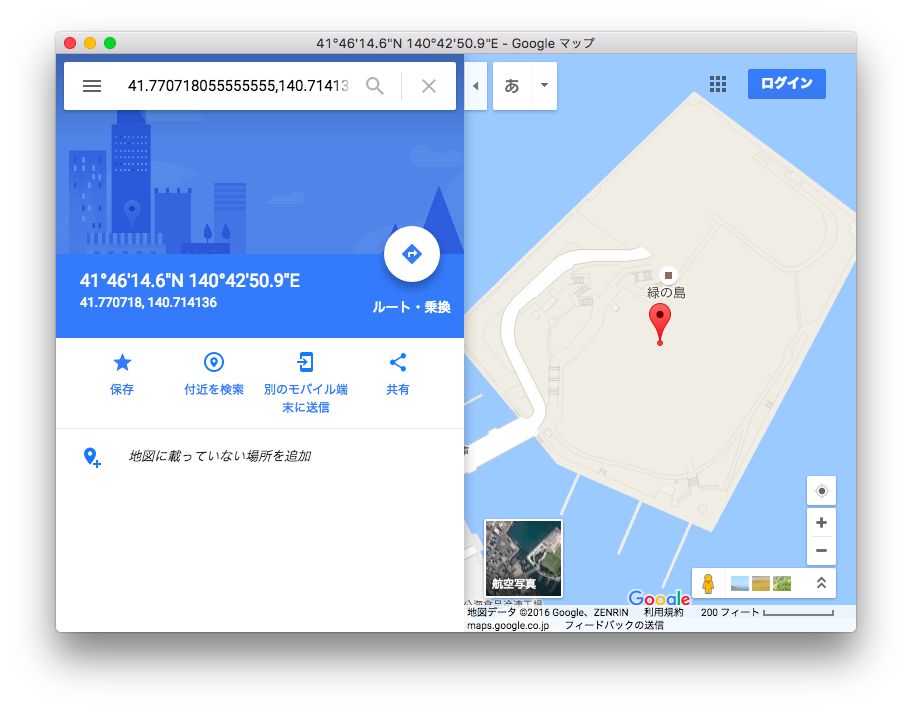 41°46'14.6"N 140°42'50.9"E - Google マップ
41.770718055555555,140.71413
あ
ログイン
41°46'14.6"N 140°42'50.9"E
41.770718, 140.714136
ルート・乗換
保存
付近を検索
別のモバイル端
末に送信
共有
地図に載っていない場所を追加
緑の島
航空写真
Google
地図データ ©2016 Google、ZENRIN 利用規約 200 フィート
maps.google.co.jp フィードバックの送信